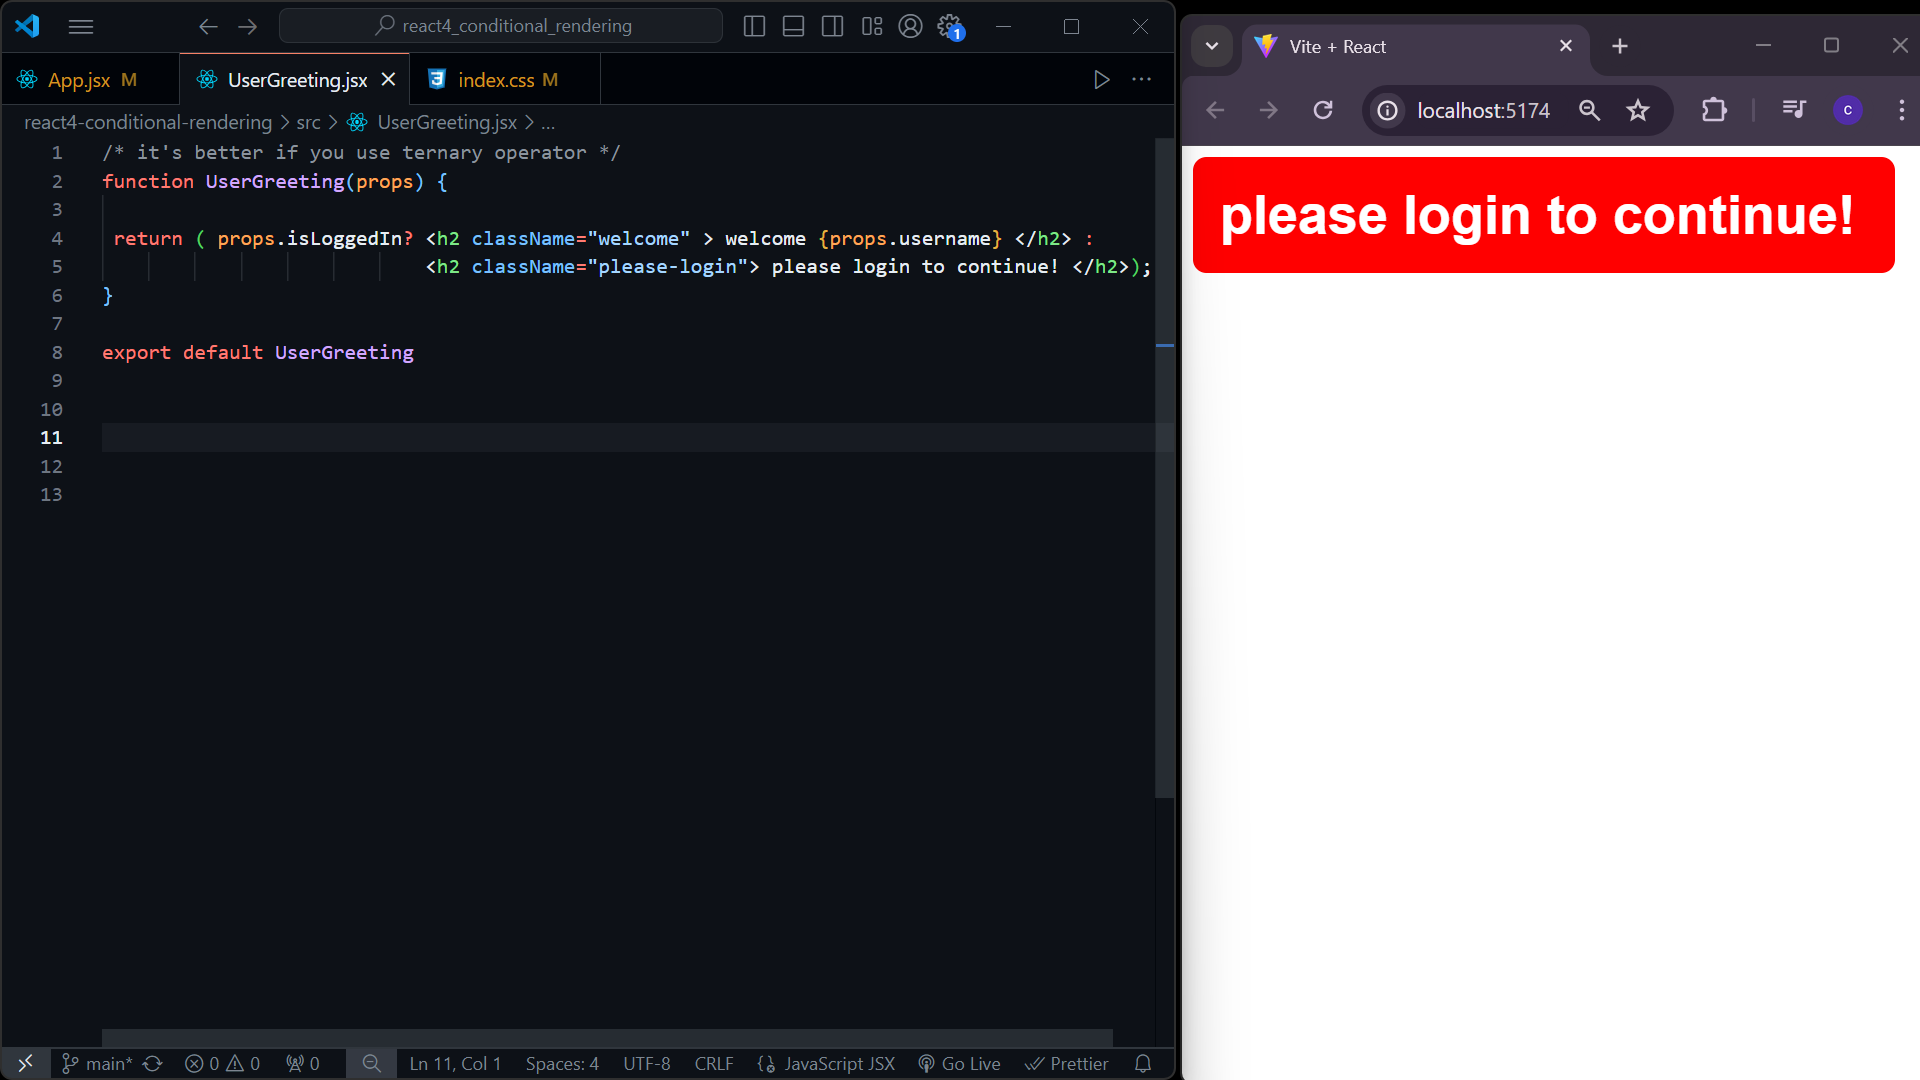 react4_conditional_rendering
1
App.jsx M
UserGreeting.jsx
index.css M
react4-conditional-rendering > src > UserGreeting.jsx > ...
1 /* it's better if you use ternary operator */
2 function UserGreeting(props) {
3
4 return ( props.isLoggedIn? <h2 className="welcome" > welcome {props.username} </h2> :
5 <h2 className="please-login"> please login to continue! </h2>);
6 }
7
8 export default UserGreeting
9
10
11
12
13
main* 0 0 0 Ln 11, Col 1 Spaces: 4 UTF-8 CRLF {} JavaScript JSX Go Live Prettier
Vite + React
localhost:5174
c
please login to continue!